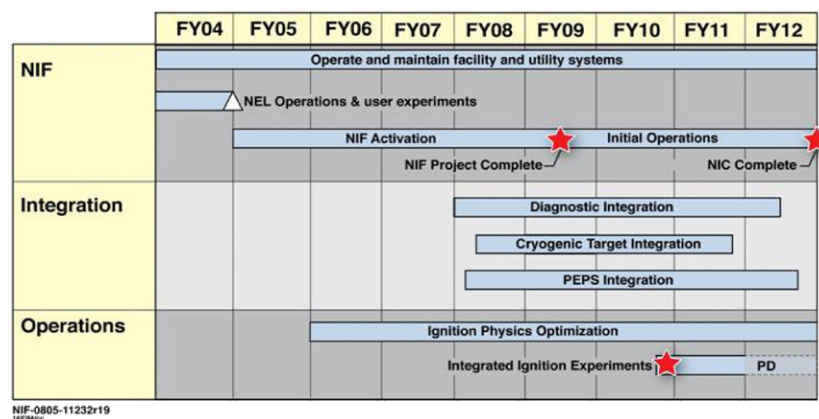 FY04 FY05 FY06 FY07 FY08 FY09 FY10 FY11 FY12
NIF
Operate and maintain facility and utility systems
NEL Operations & user experiments
NIF Activation
Initial Operations
NIF Project Complete
NIC Complete
Integration
Diagnostic Integration
Cryogenic Target Integration
PEPS Integration
Operations
Ignition Physics Optimization
Integrated Ignition Experiments
PD
NIF-0805-11232r19